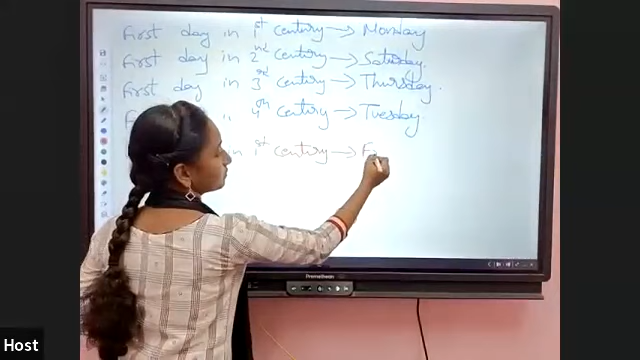 First day in 1st century → Monday
First day in 2nd century → Saturday.
First day in 3rd century → Thursday.
in 4th century → Tuesday
in 1st century → F
Promethean
Host